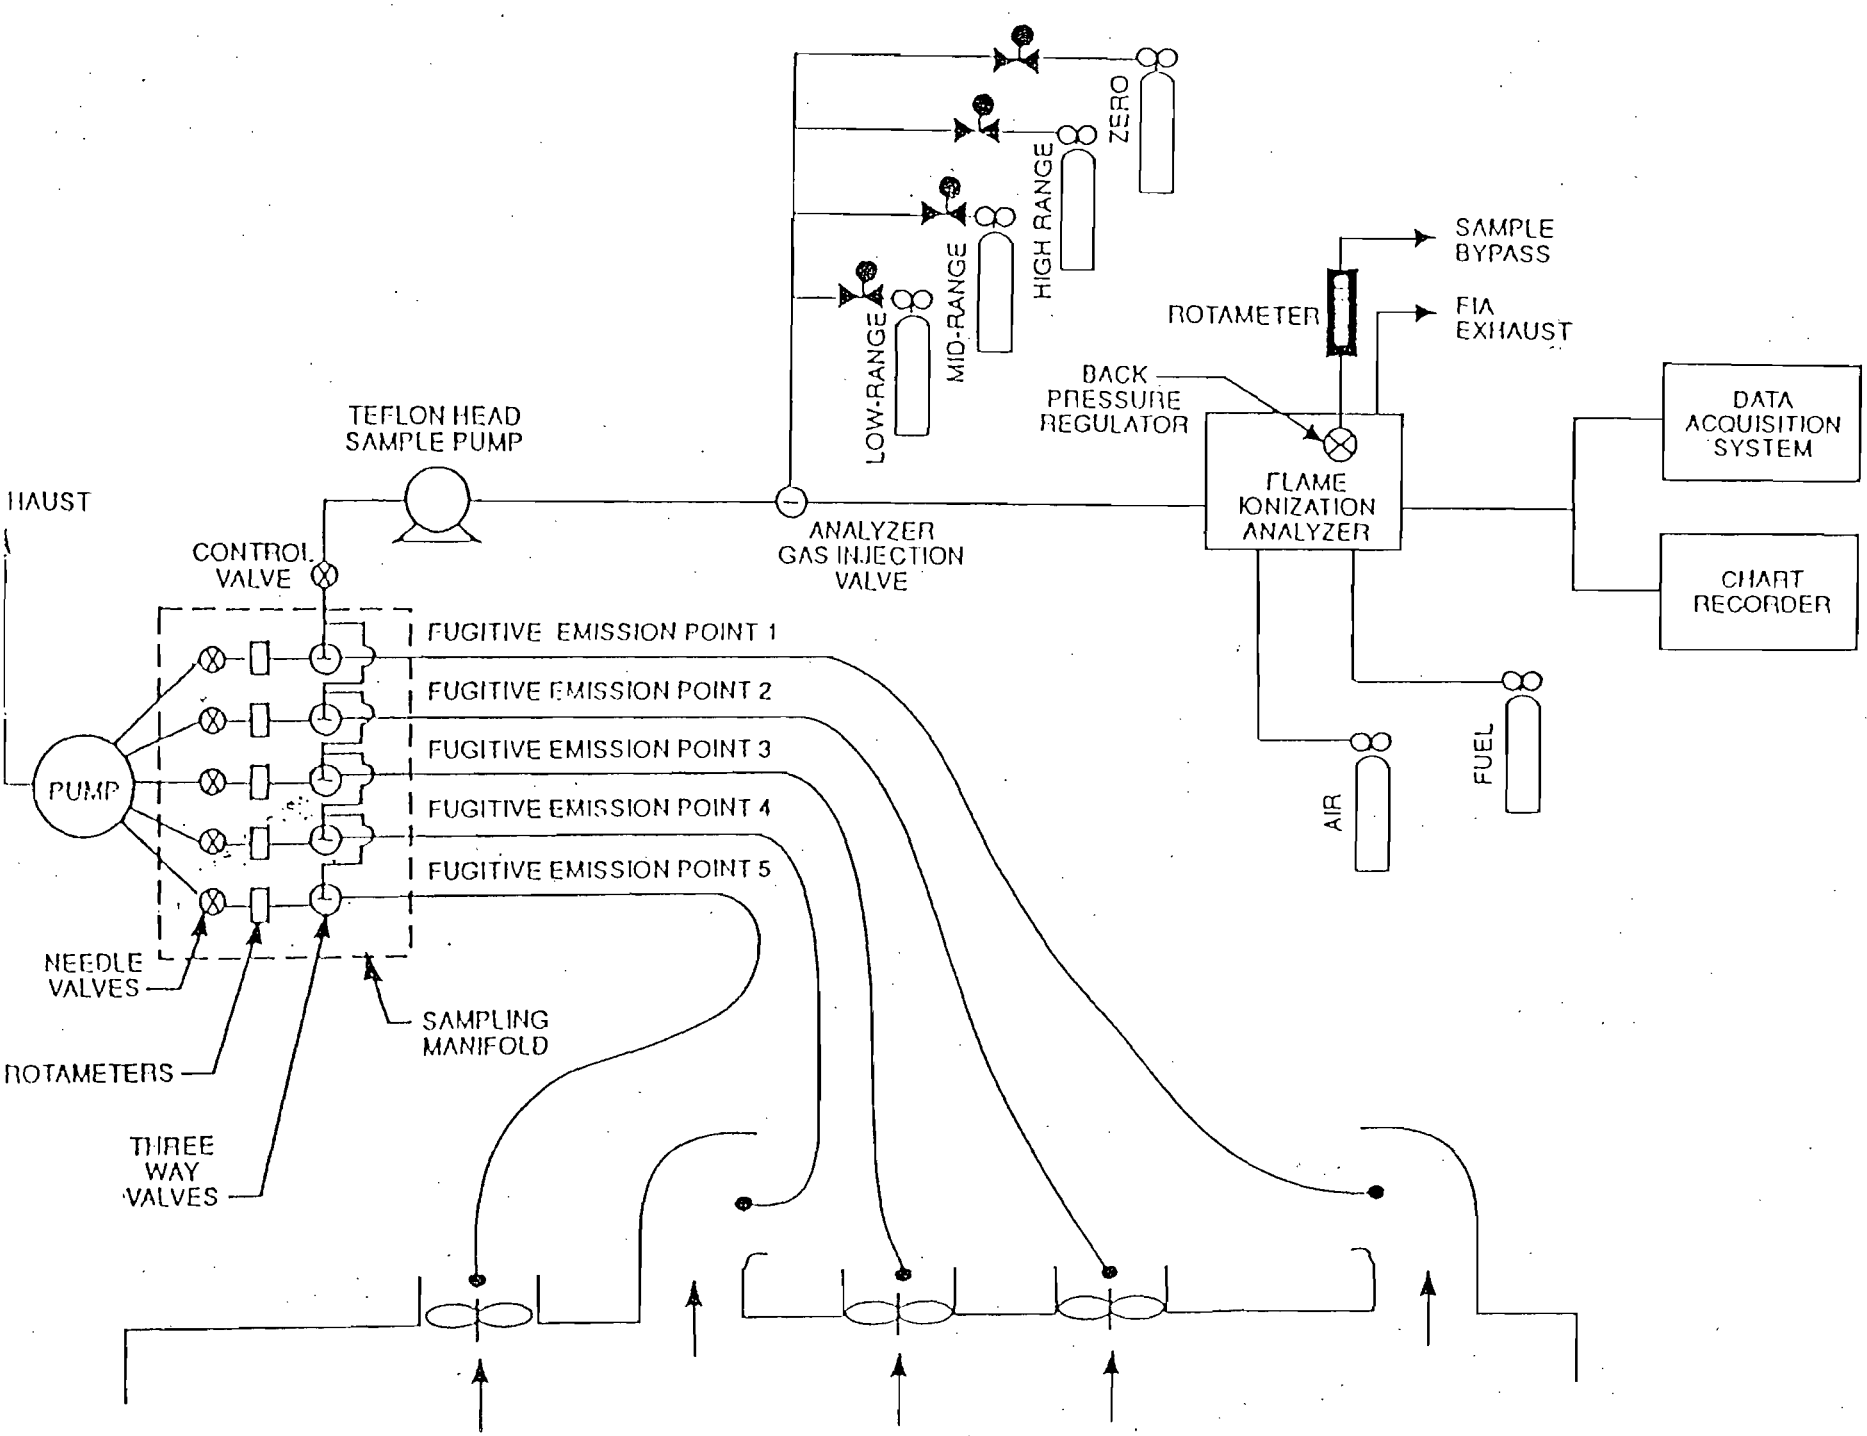 ZERO
HIGH RANGE
MID-RANGE
LOW-RANGE
SAMPLE
BYPASS
ROTAMETER
FIA
EXHAUST
BACK
PRESSURE
REGULATOR
DATA
ACQUISITION
SYSTEM
TEFLON HEAD
SAMPLE PUMP
HAUST
FLAME
IONIZATION
ANALYZER
ANALYZER
GAS INJECTION
VALVE
CONTROL
VALVE
CHART
RECORDER
FUGITIVE EMISSION POINT 1
FUGITIVE EMISSION POINT 2
FUGITIVE EMISSION POINT 3
FUGITIVE EMISSION POINT 4
FUGITIVE EMISSION POINT 5
PUMP
FUEL
AIR
NEEDLE
VALVES
SAMPLING
MANIFOLD
ROTAMETERS
THREE
WAY
VALVES